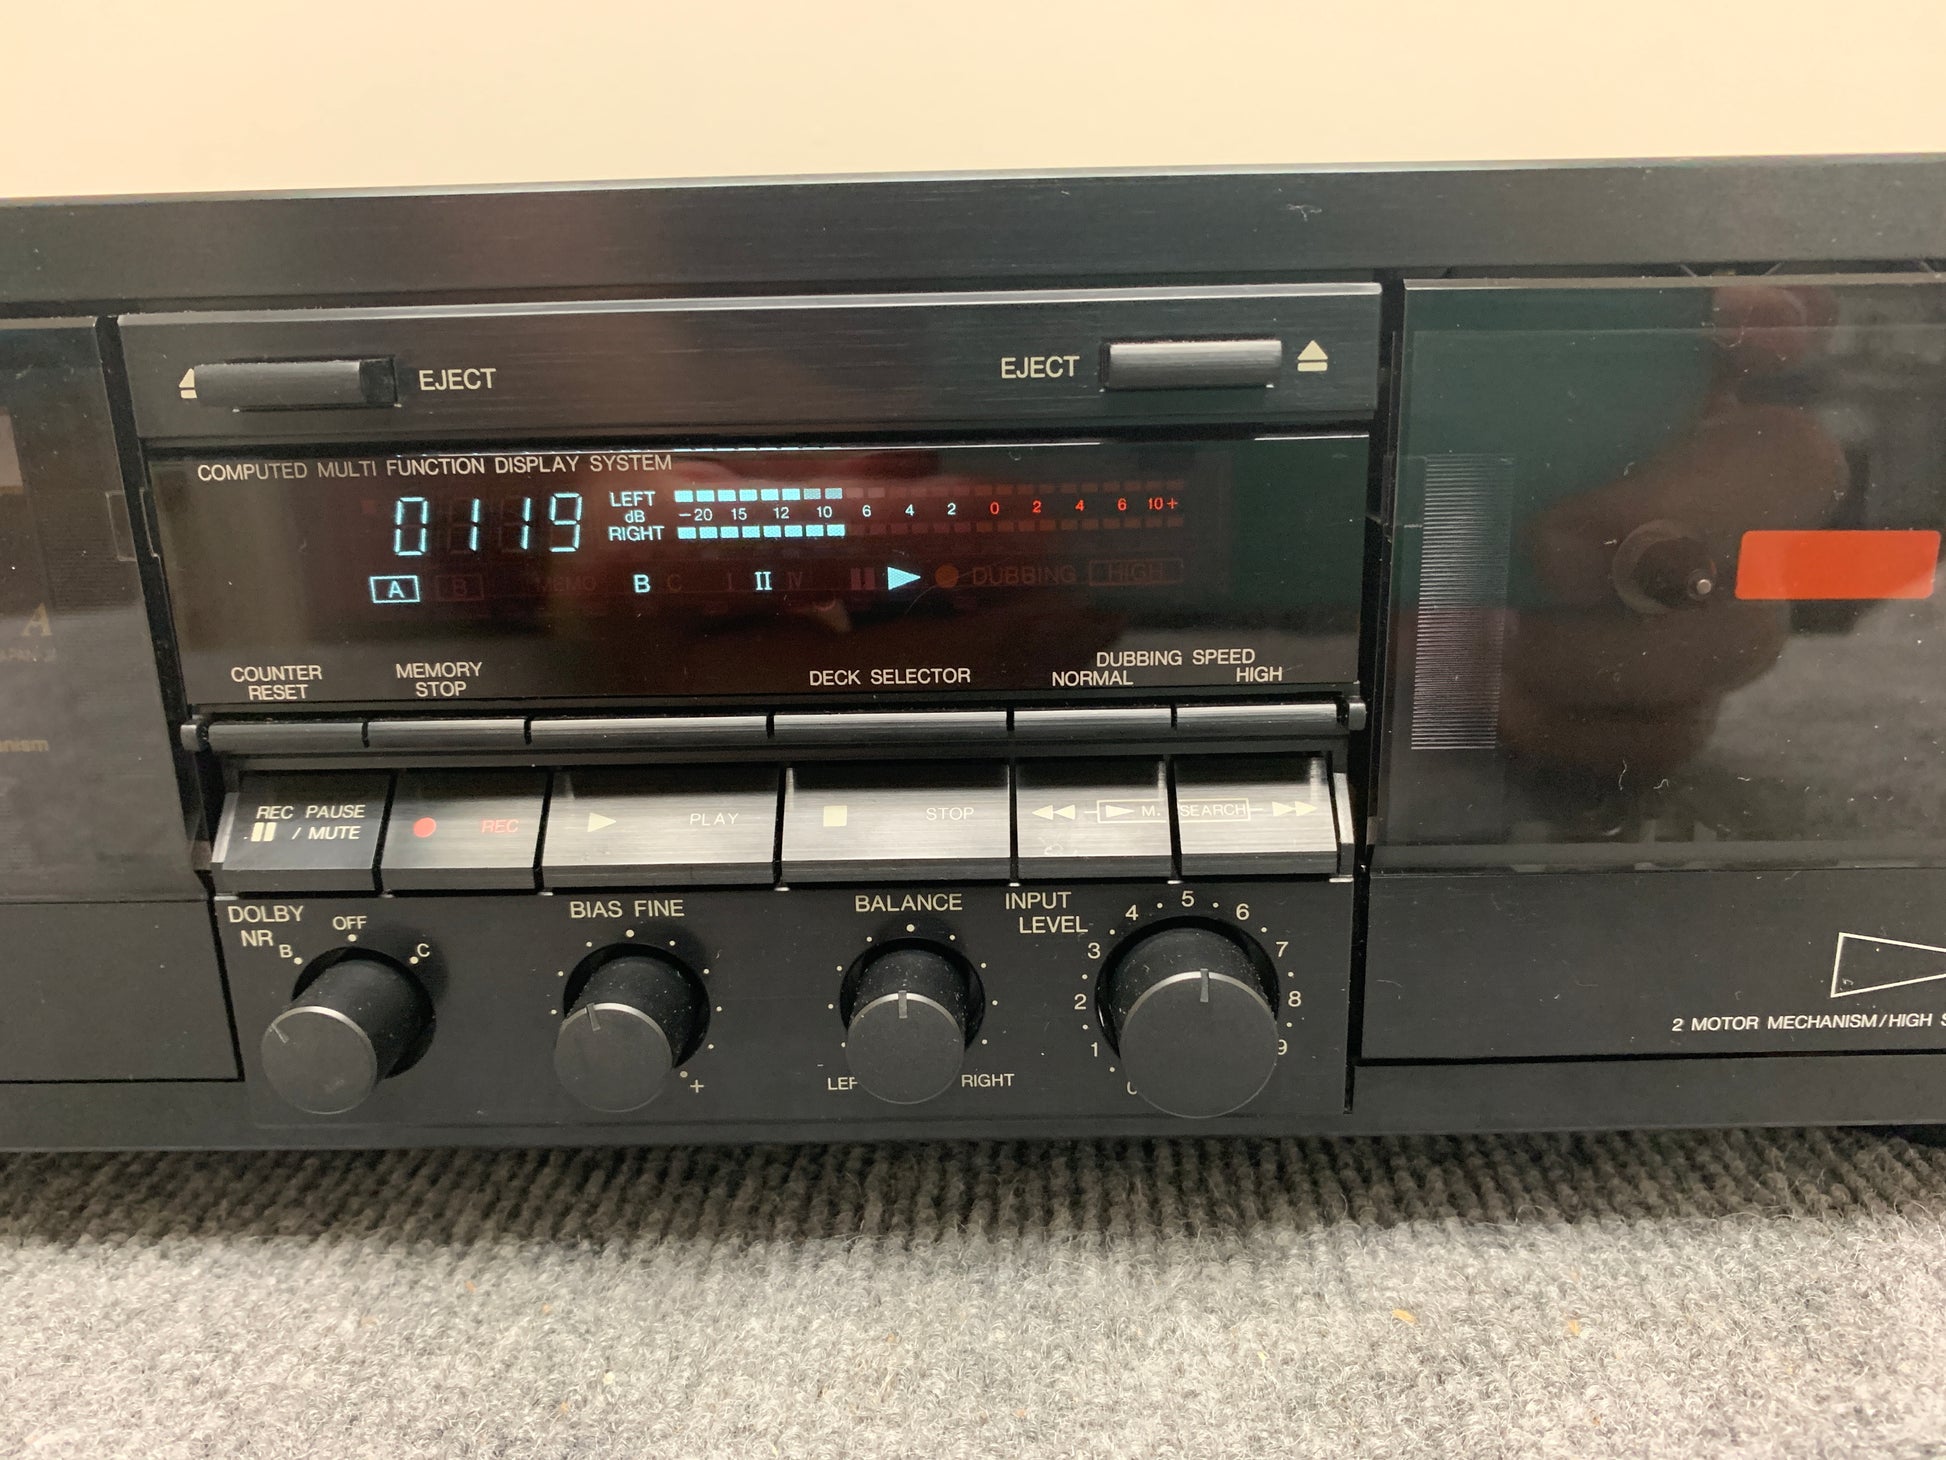 EJECT
EJECT
COMPUTED MULTI FUNCTION DISPLAY SYSTEM
0119
LEFT
dB -20 15 12 10 6 4 2 0 2 4 6 10+
RIGHT
A B MEMO B C I II IV DUBBING HIGH
A
anism
COUNTER
RESET
MEMORY
STOP
DECK SELECTOR
DUBBING SPEED
NORMAL HIGH
REC PAUSE
/ MUTE
REC
PLAY
STOP
M. SEARCH
DOLBY
NR
B OFF C
BIAS FINE
+
BALANCE
LEF RIGHT
INPUT
LEVEL
0 1 2 3 4 5 6 7 8 9
2 MOTOR MECHANISM/HIGH S